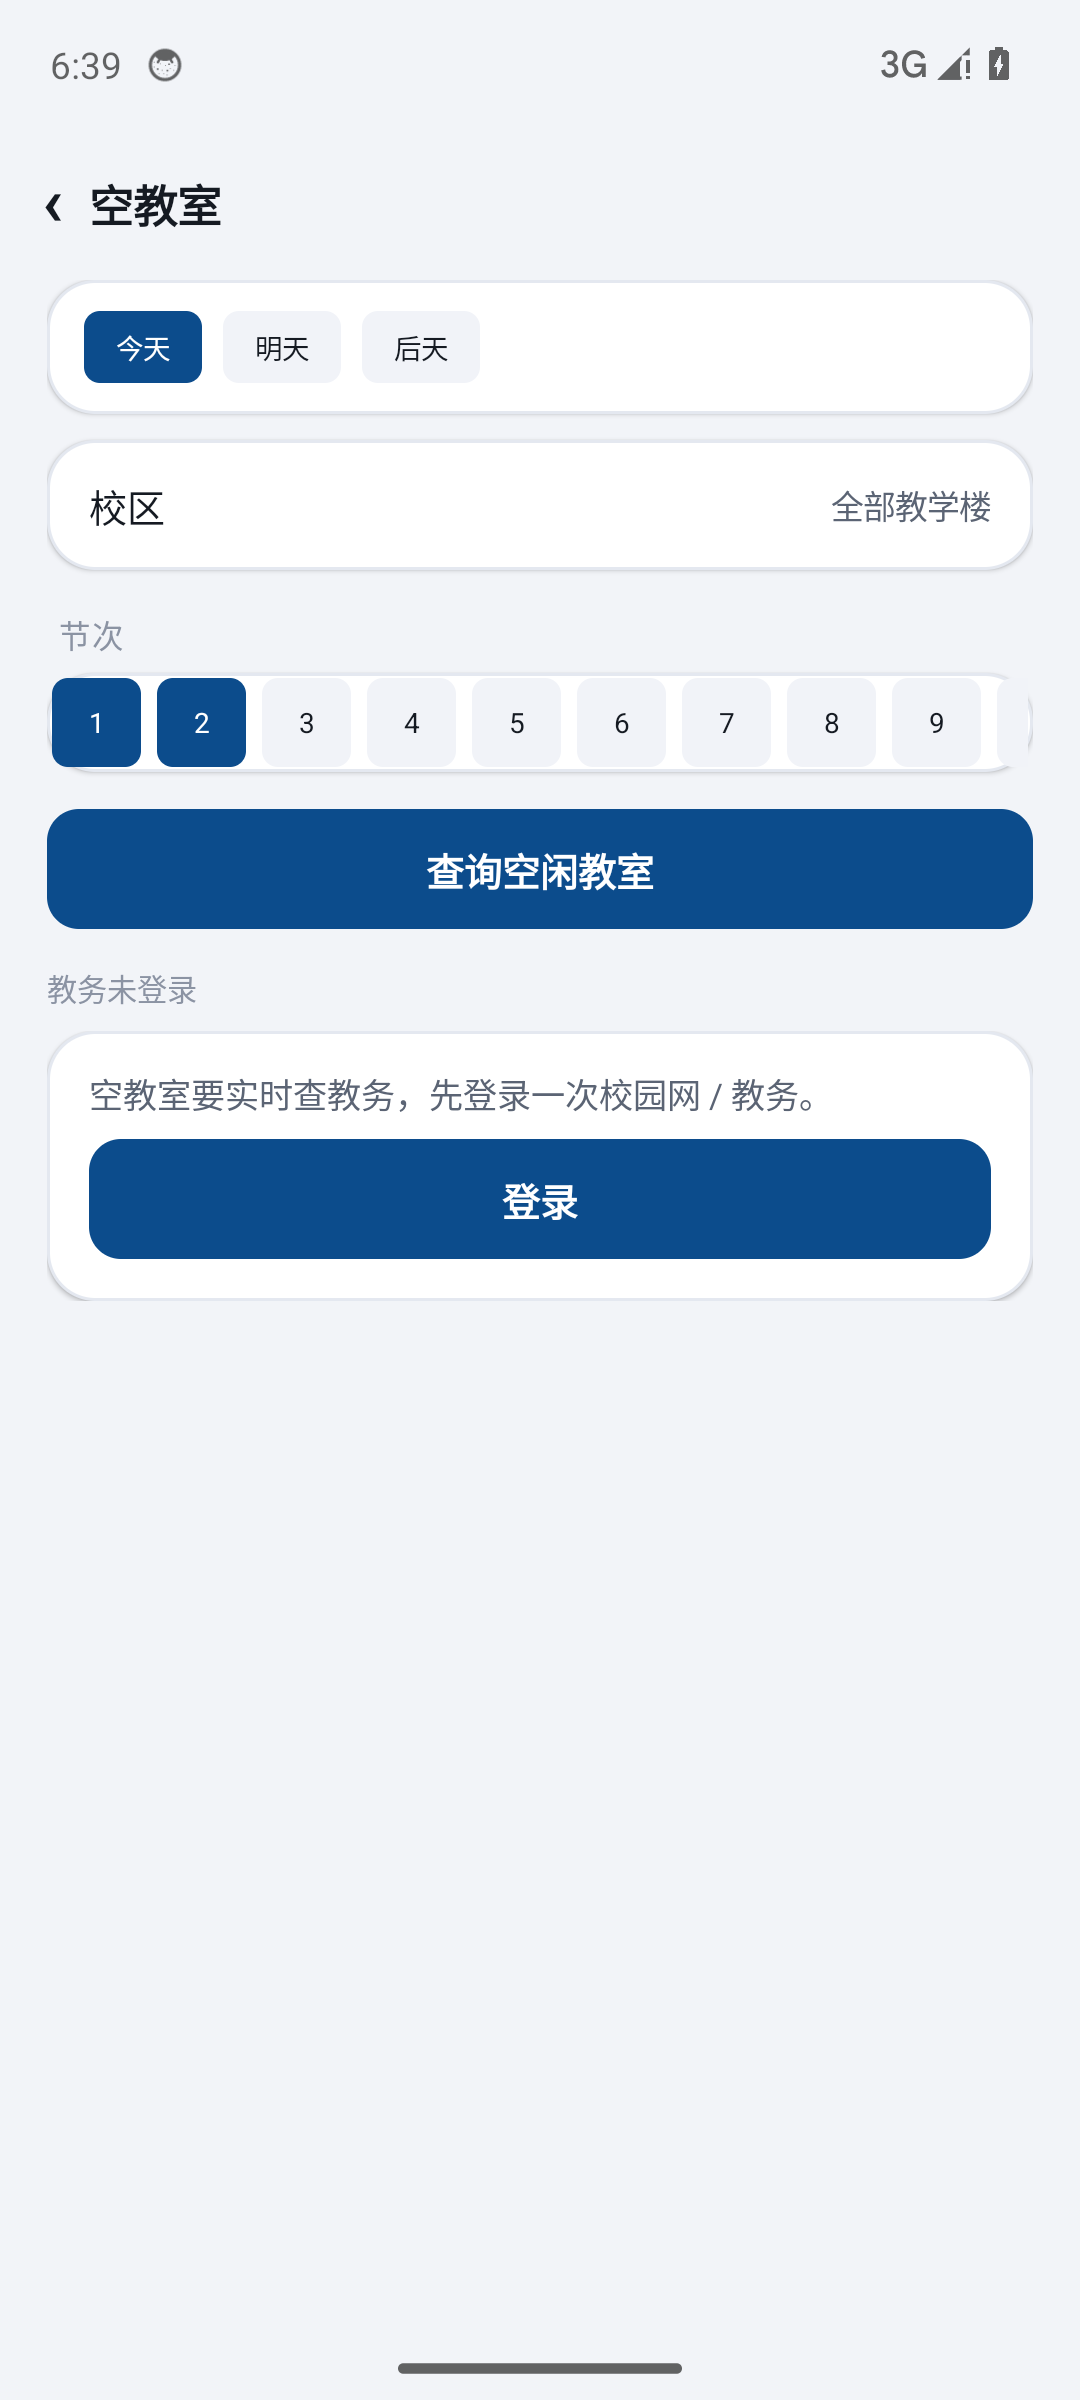 6:39 3G
空教室
今天 明天 后天
校区 全部教学楼
节次
1 2 3 4 5 6 7 8 9
查询空闲教室
教务未登录
空教室要实时查教务，先登录一次校园网 / 教务。
登录